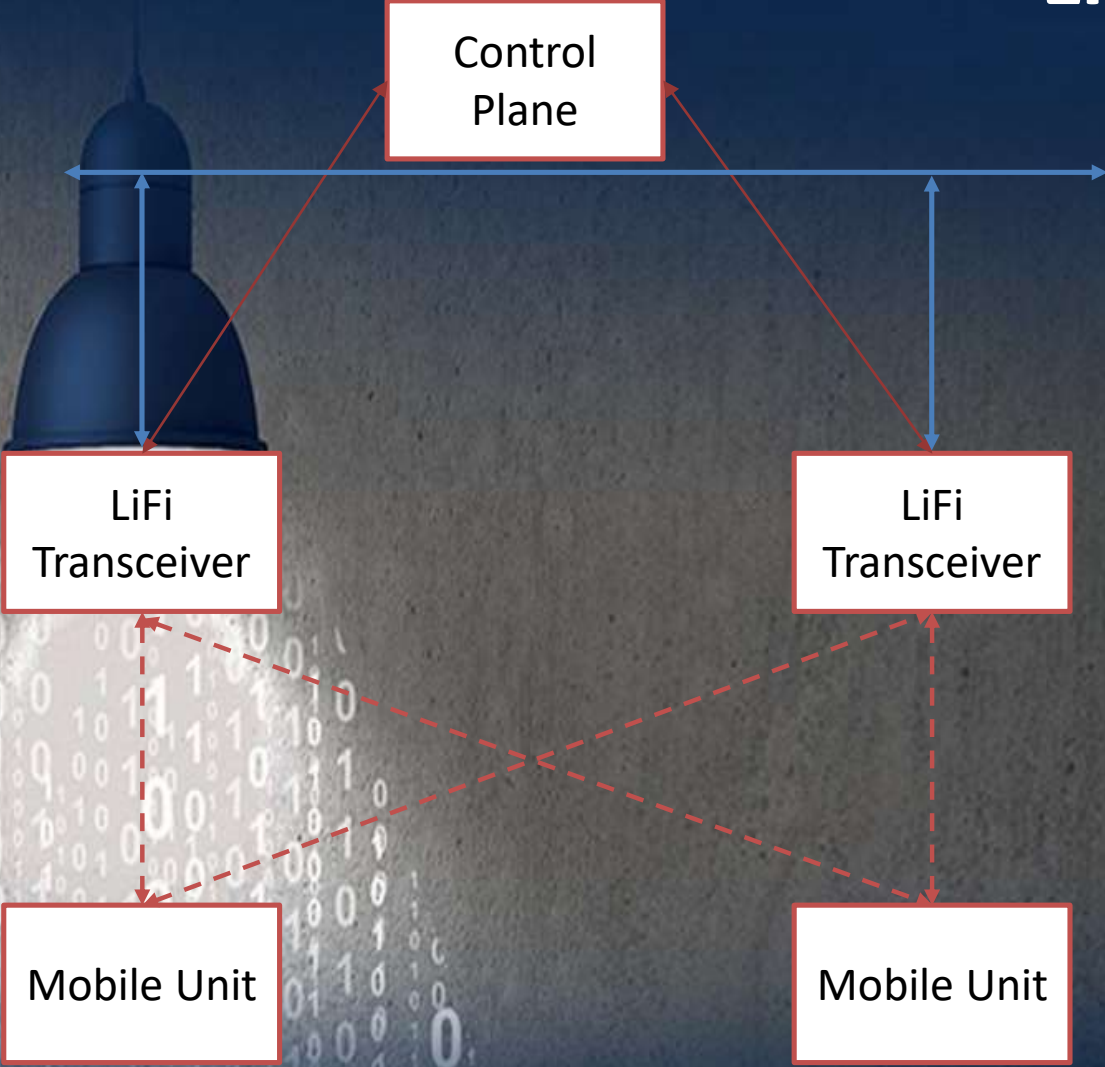 Control
Plane
LiFi
Transceiver
LiFi
Transceiver
Mobile Unit
Mobile Unit